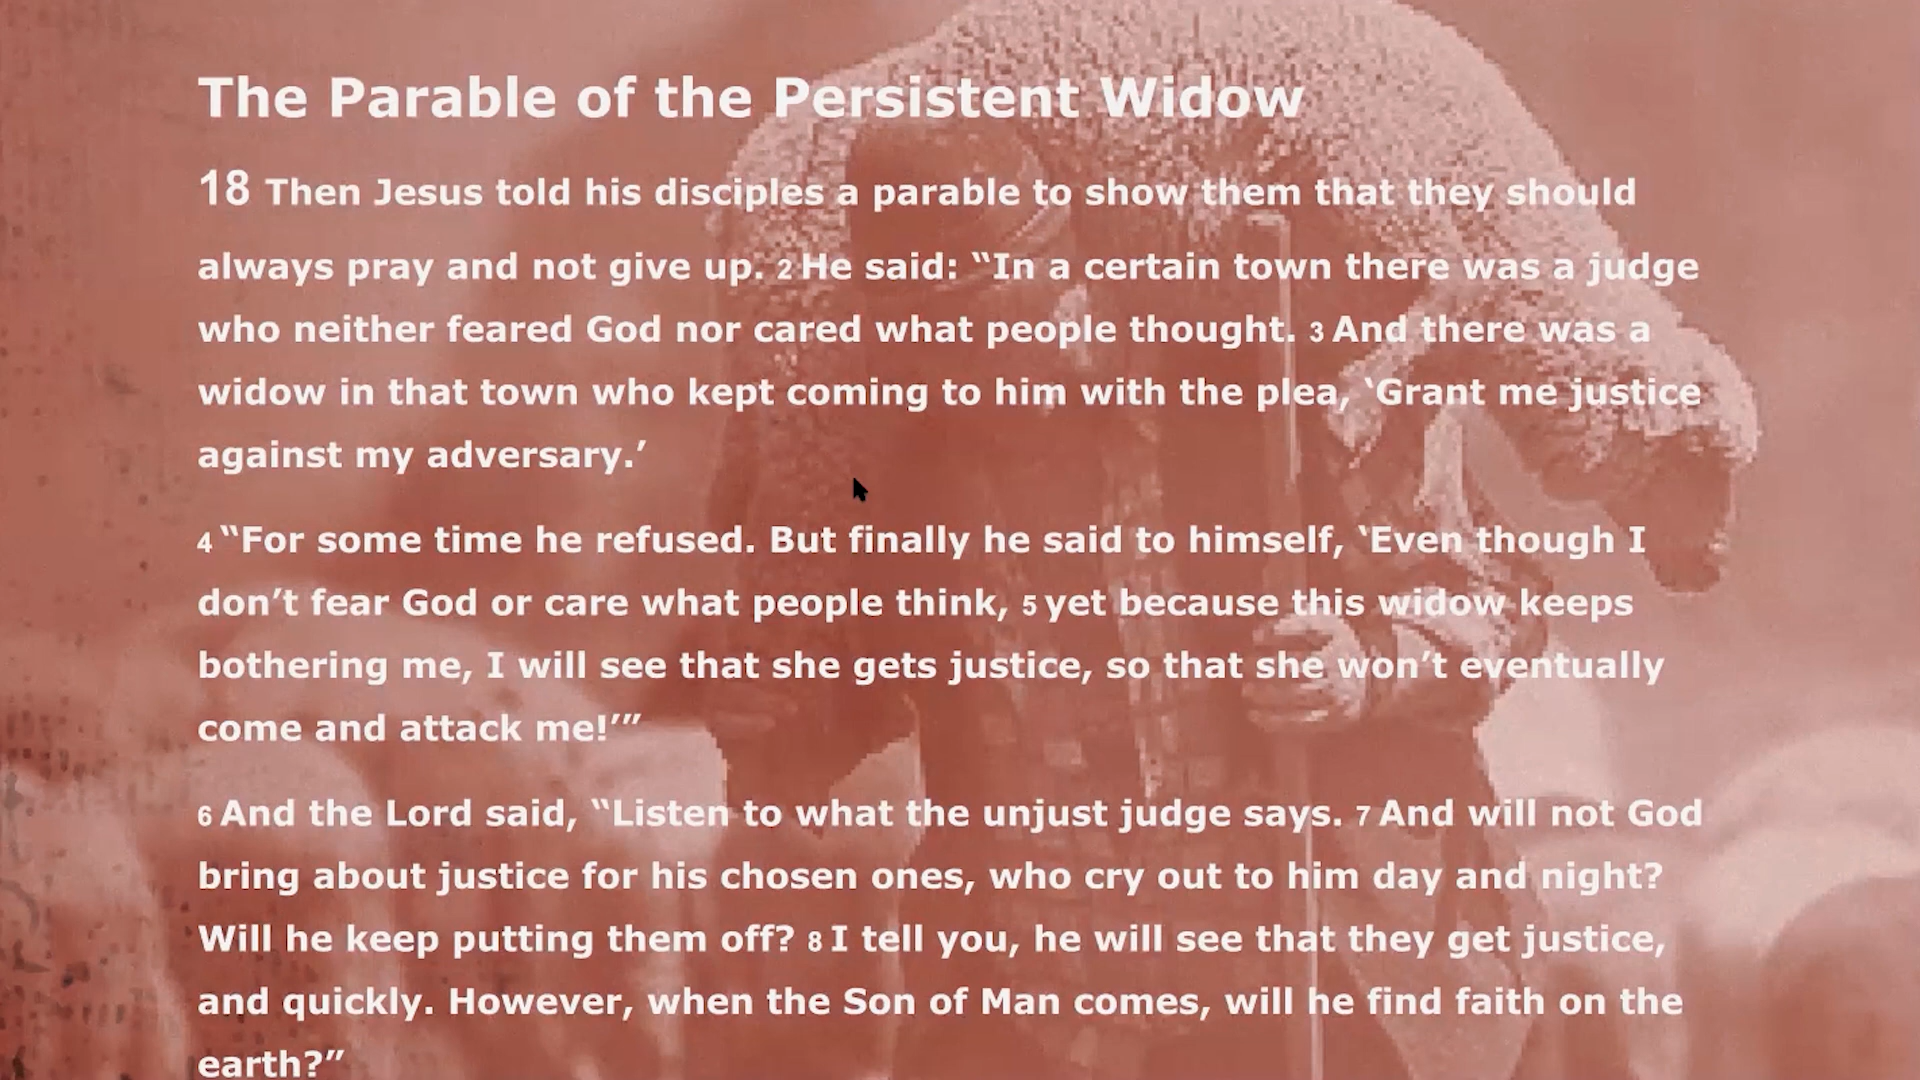 The Parable of the Persistent Widow
18 Then Jesus told his disciples a parable to show them that they should
always pray and not give up. 2 He said: “In a certain town there was a judge
who neither feared God nor cared what people thought. 3 And there was a
widow in that town who kept coming to him with the plea, ‘Grant me justice
against my adversary.’
4 “For some time he refused. But finally he said to himself, ‘Even though I
don’t fear God or care what people think, 5 yet because this widow keeps
bothering me, I will see that she gets justice, so that she won’t eventually
come and attack me!’”
6 And the Lord said, “Listen to what the unjust judge says. 7 And will not God
bring about justice for his chosen ones, who cry out to him day and night?
Will he keep putting them off? 8 I tell you, he will see that they get justice,
and quickly. However, when the Son of Man comes, will he find faith on the
earth?”